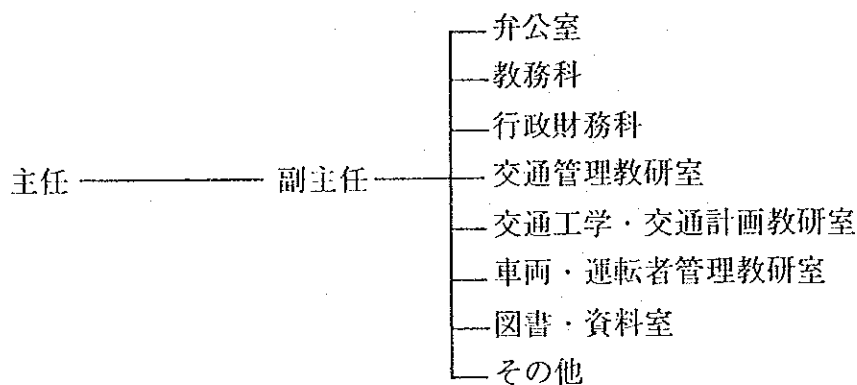 弁公室
教務科
行政財務科
主任 副主任 交通管理教研室
交通工学・交通計画教研室
車両・運転者管理教研室
図書・資料室
その他